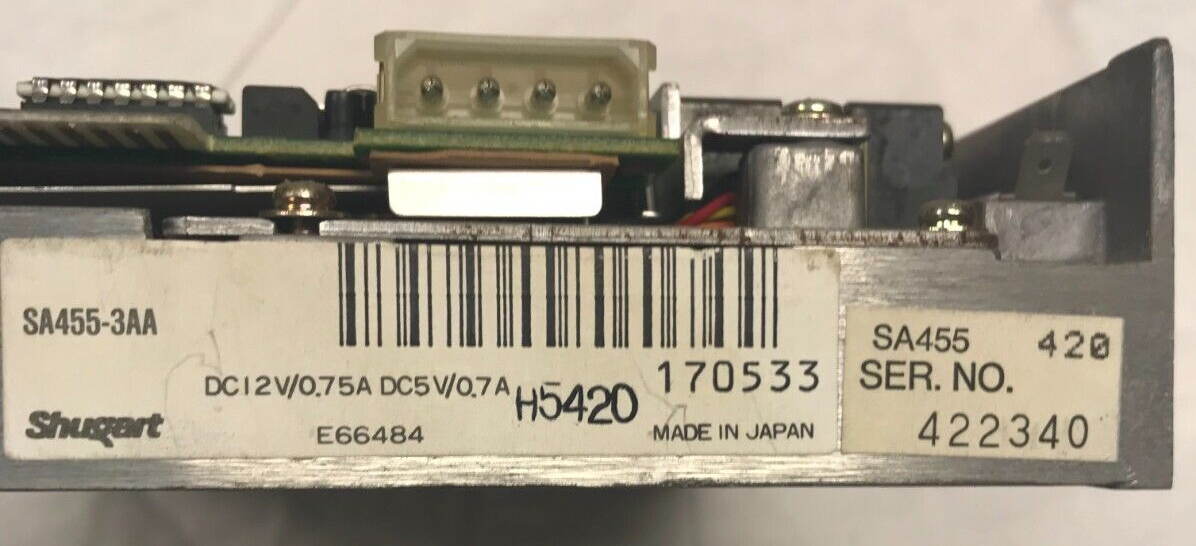 SA455-3AA
170533
DC12V/0.75A DC5V/0.7A H5420
Shugart
E66484
MADE IN JAPAN
SA455 420
SER. NO.
422340